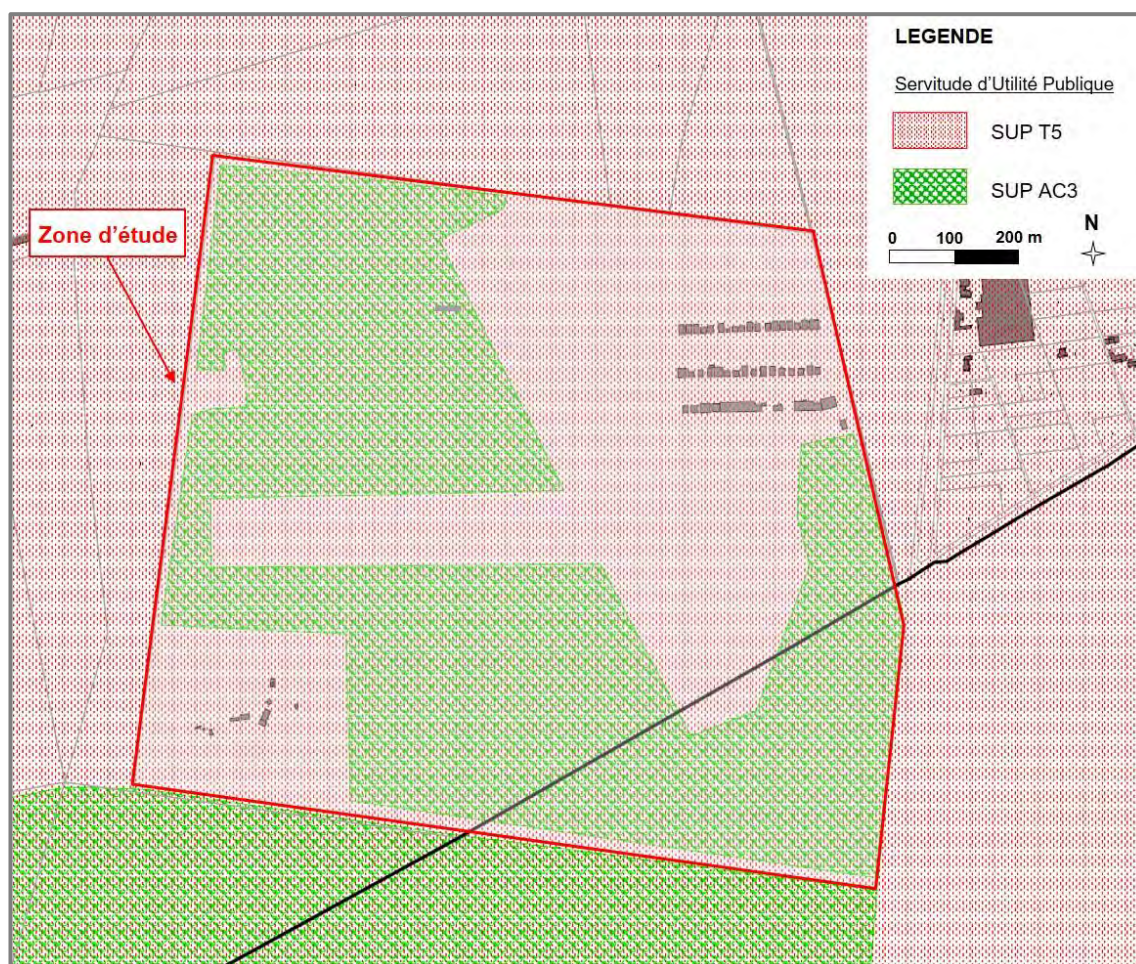 LEGENDE
Servitude d'Utilité Publique
SUP T5
SUP AC3
0 100 200 m
N
Zone d'étude